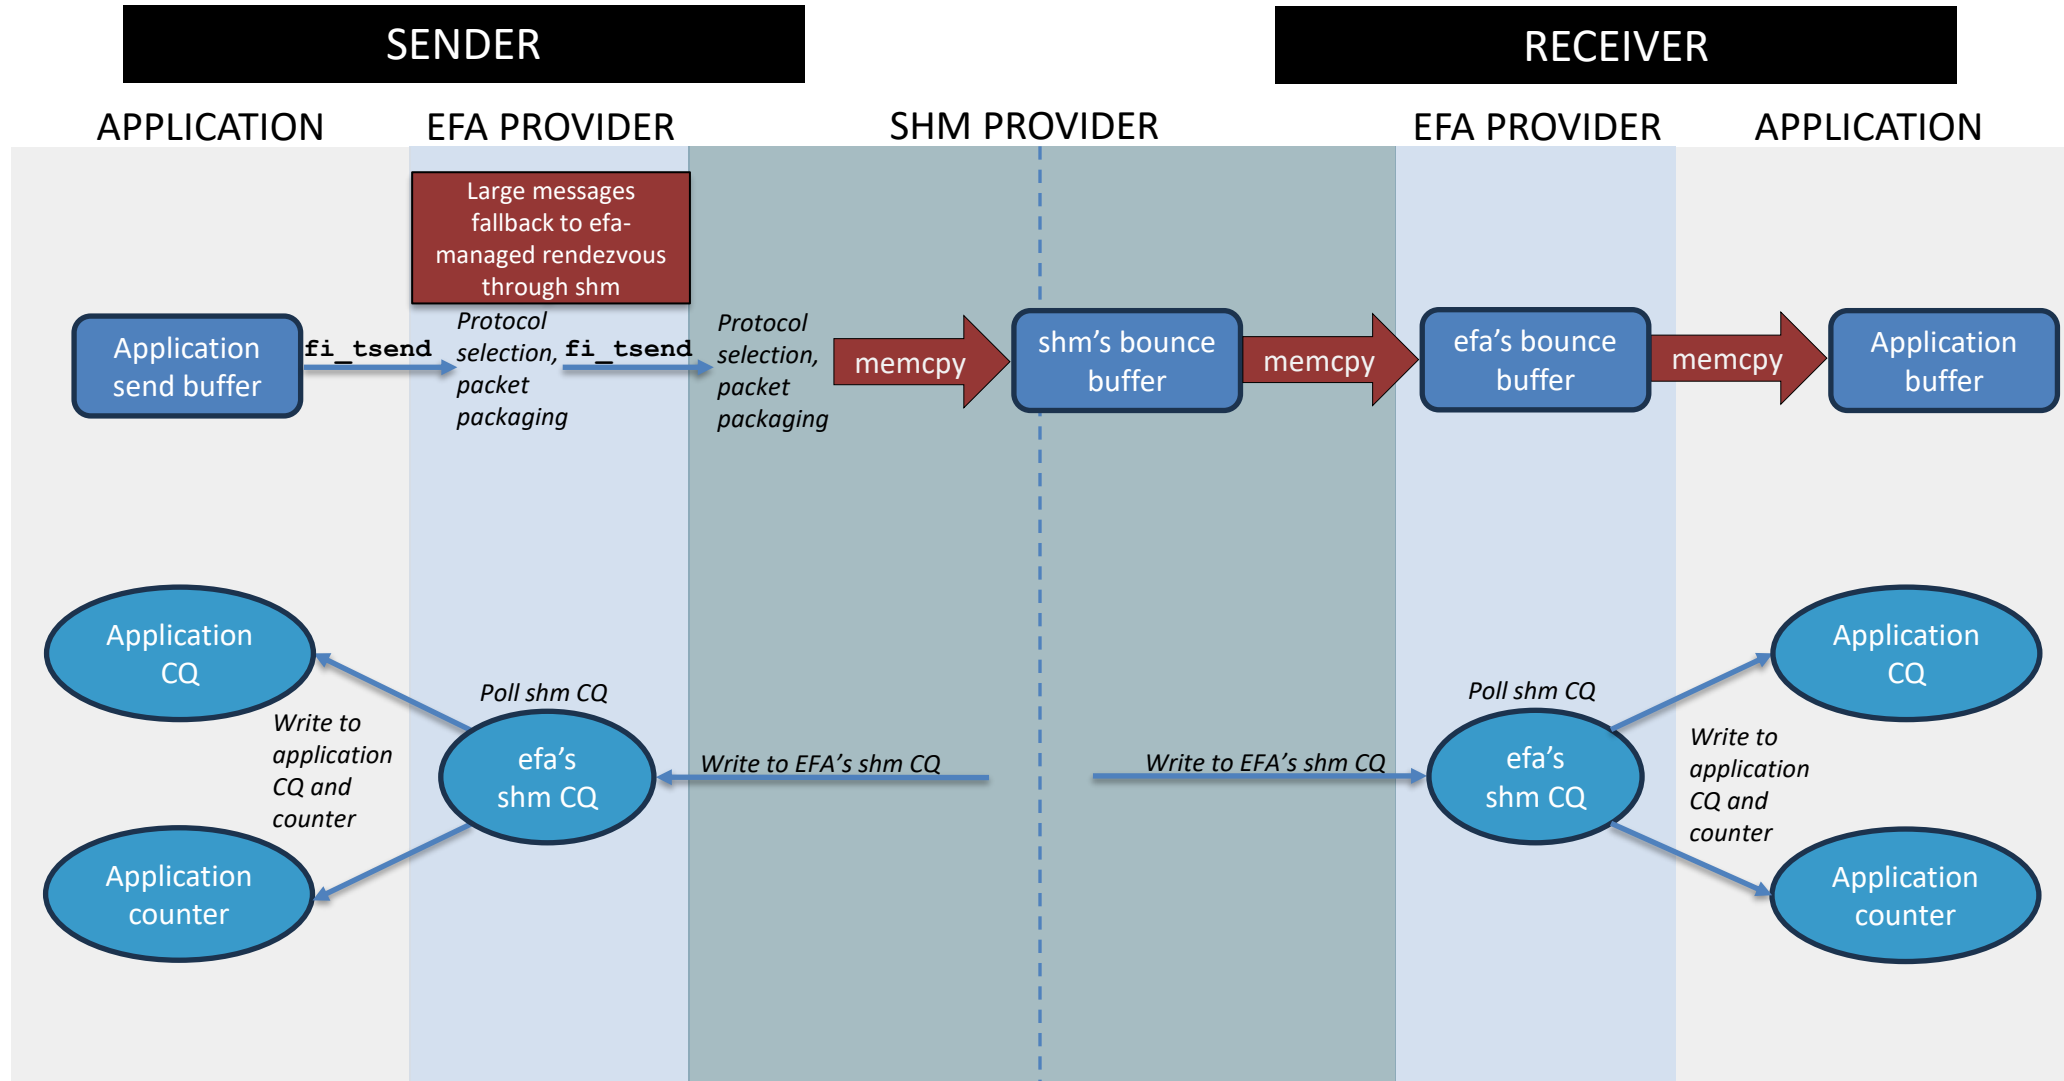 SENDER
RECEIVER
APPLICATION
EFA PROVIDER
SHM PROVIDER
EFA PROVIDER
APPLICATION
Large messages
fallback to efa-
managed rendezvous
through shm
Application
send buffer
fi_tsend
Protocol
selection,
packet
packaging
fi_tsend
Protocol
selection,
packet
packaging
memcpy
shm's bounce
buffer
memcpy
efa's bounce
buffer
memcpy
Application
buffer
Application
CQ
Poll shm CQ
Write to
application
CQ and
counter
efa's
shm CQ
Write to EFA's shm CQ
Application
counter
Write to EFA's shm CQ
Poll shm CQ
efa's
shm CQ
Application
CQ
Write to
application
CQ and
counter
Application
counter